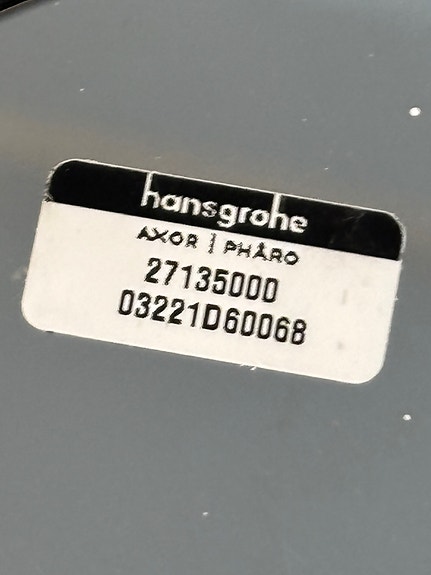 hansgrohe
AXOR | PHARO
27135000
03221D60068